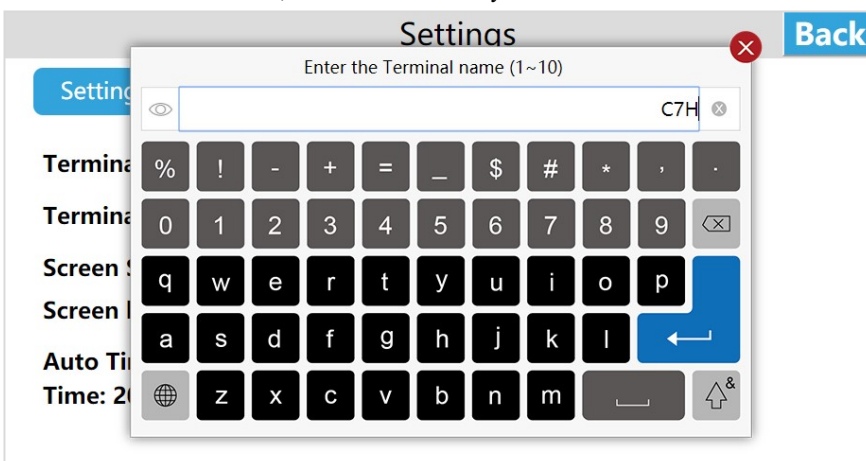 Settings
Back
Enter the Terminal name (1~10)
C7H
% ! - + = _ $ # * , .
0 1 2 3 4 5 6 7 8 9
q w e r t y u i o p
a s d f g h j k l
z x c v b n m &
Setting
Termina
Termina
Screen
Screen
Auto Ti
Time: 2